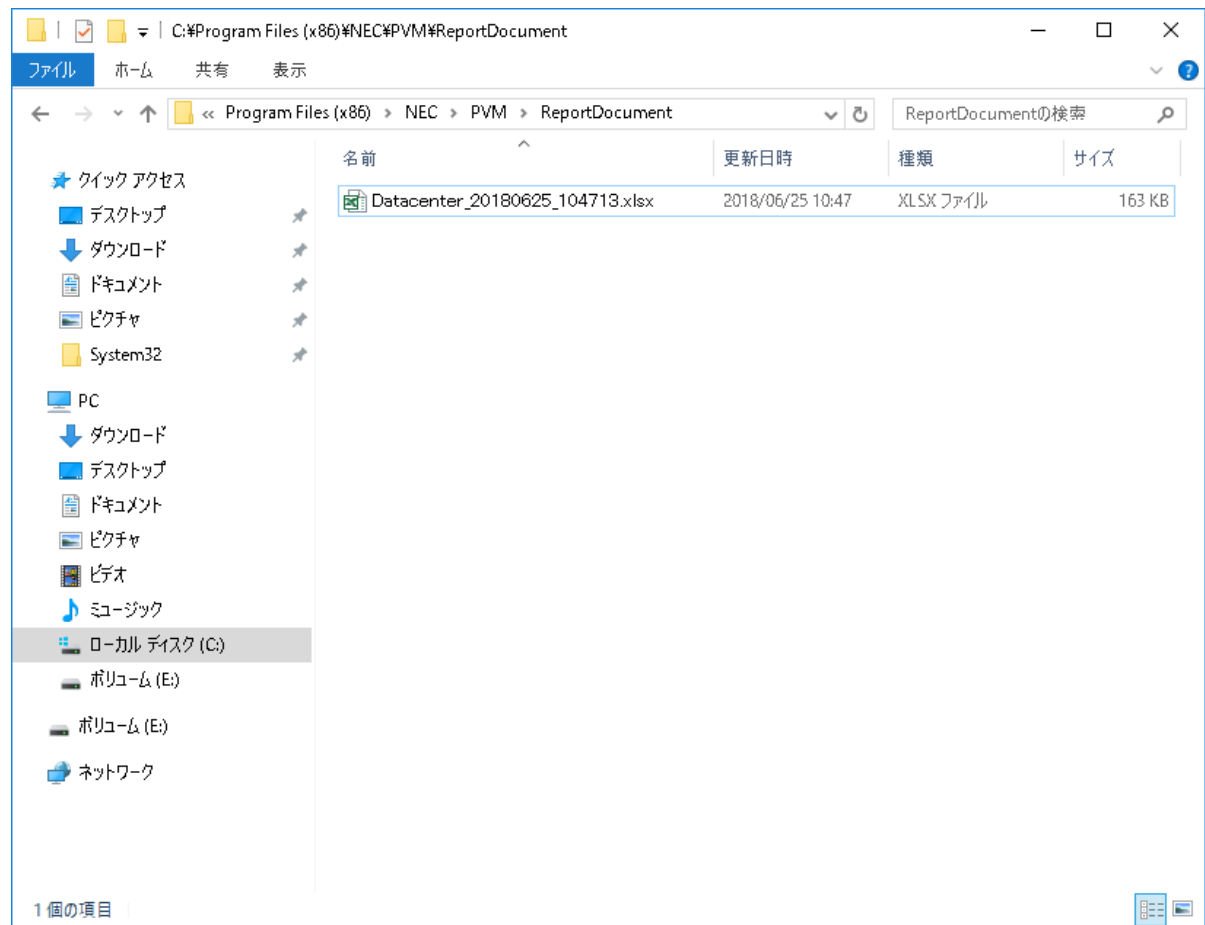 C:¥Program Files (x86)¥NEC¥PVM¥ReportDocument
ファイル ホーム 共有 表示
« Program Files (x86) > NEC > PVM > ReportDocument ReportDocumentの検索
名前 更新日時 種類 サイズ
Datacenter_20180625_104713.xlsx 2018/06/25 10:47 XLSX ファイル 163 KB
クイック アクセス
デスクトップ
ダウンロード
ドキュメント
ピクチャ
System32
PC
ダウンロード
デスクトップ
ドキュメント
ピクチャ
ビデオ
ミュージック
ローカル ディスク (C:)
ボリューム (E:)
ボリューム (E:)
ネットワーク
1 個の項目